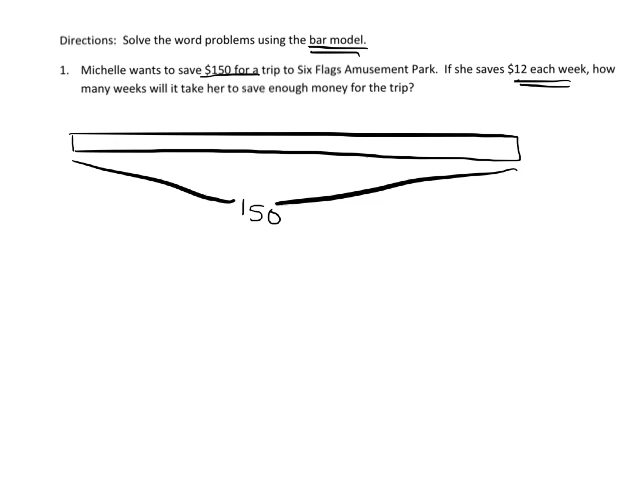 Directions: Solve the word problems using the bar model.
1. Michelle wants to save $150 for a trip to Six Flags Amusement Park. If she saves $12 each week, how
many weeks will it take her to save enough money for the trip?
150